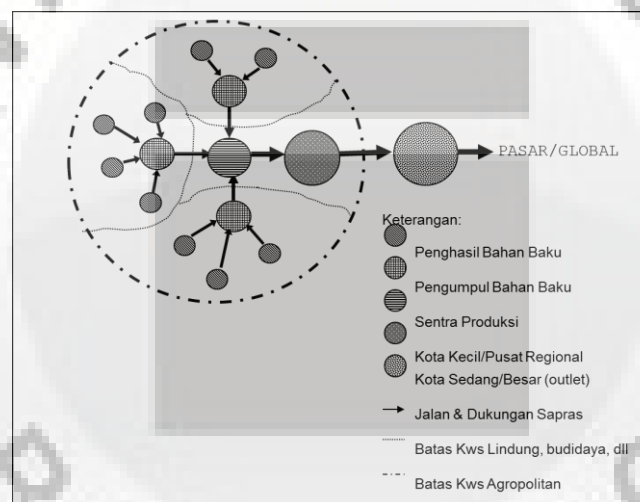 PASAR/GLOBAL
Keterangan:
Penghasil Bahan Baku
Pengumpul Bahan Baku
Sentra Produksi
Kota Kecil/Pusat Regional
Kota Sedang/Besar (outlet)
Jalan & Dukungan Sapras
Batas Kws Lindung, budidaya, dll
Batas Kws Agropolitan